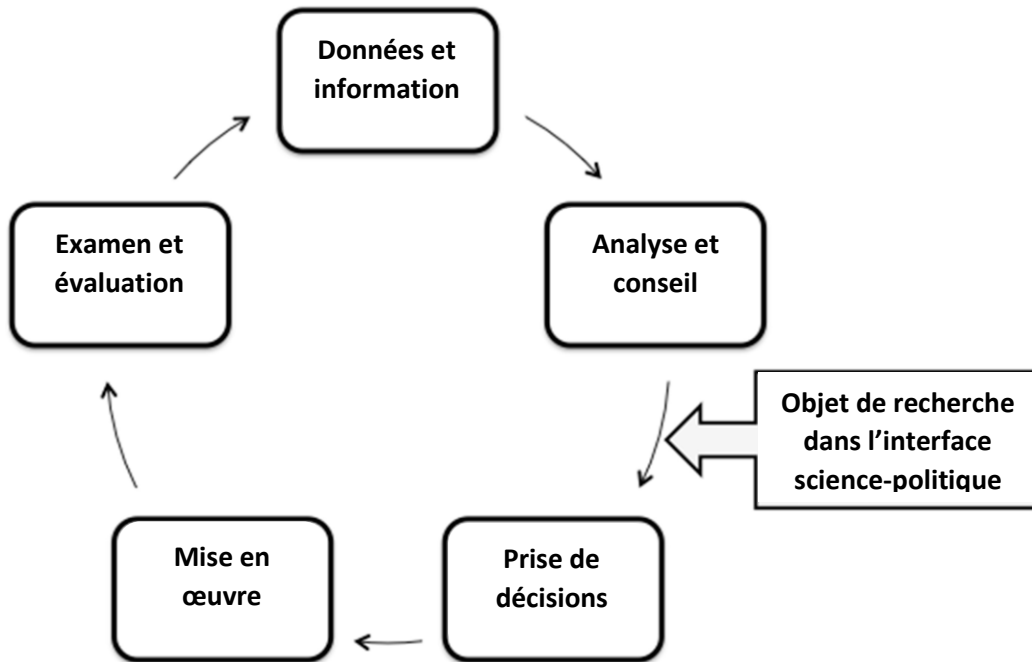 Données et
information
Analyse et
conseil
Objet de recherche
dans l’interface
science-politique
Prise de
décisions
Mise en
œuvre
Examen et
évaluation